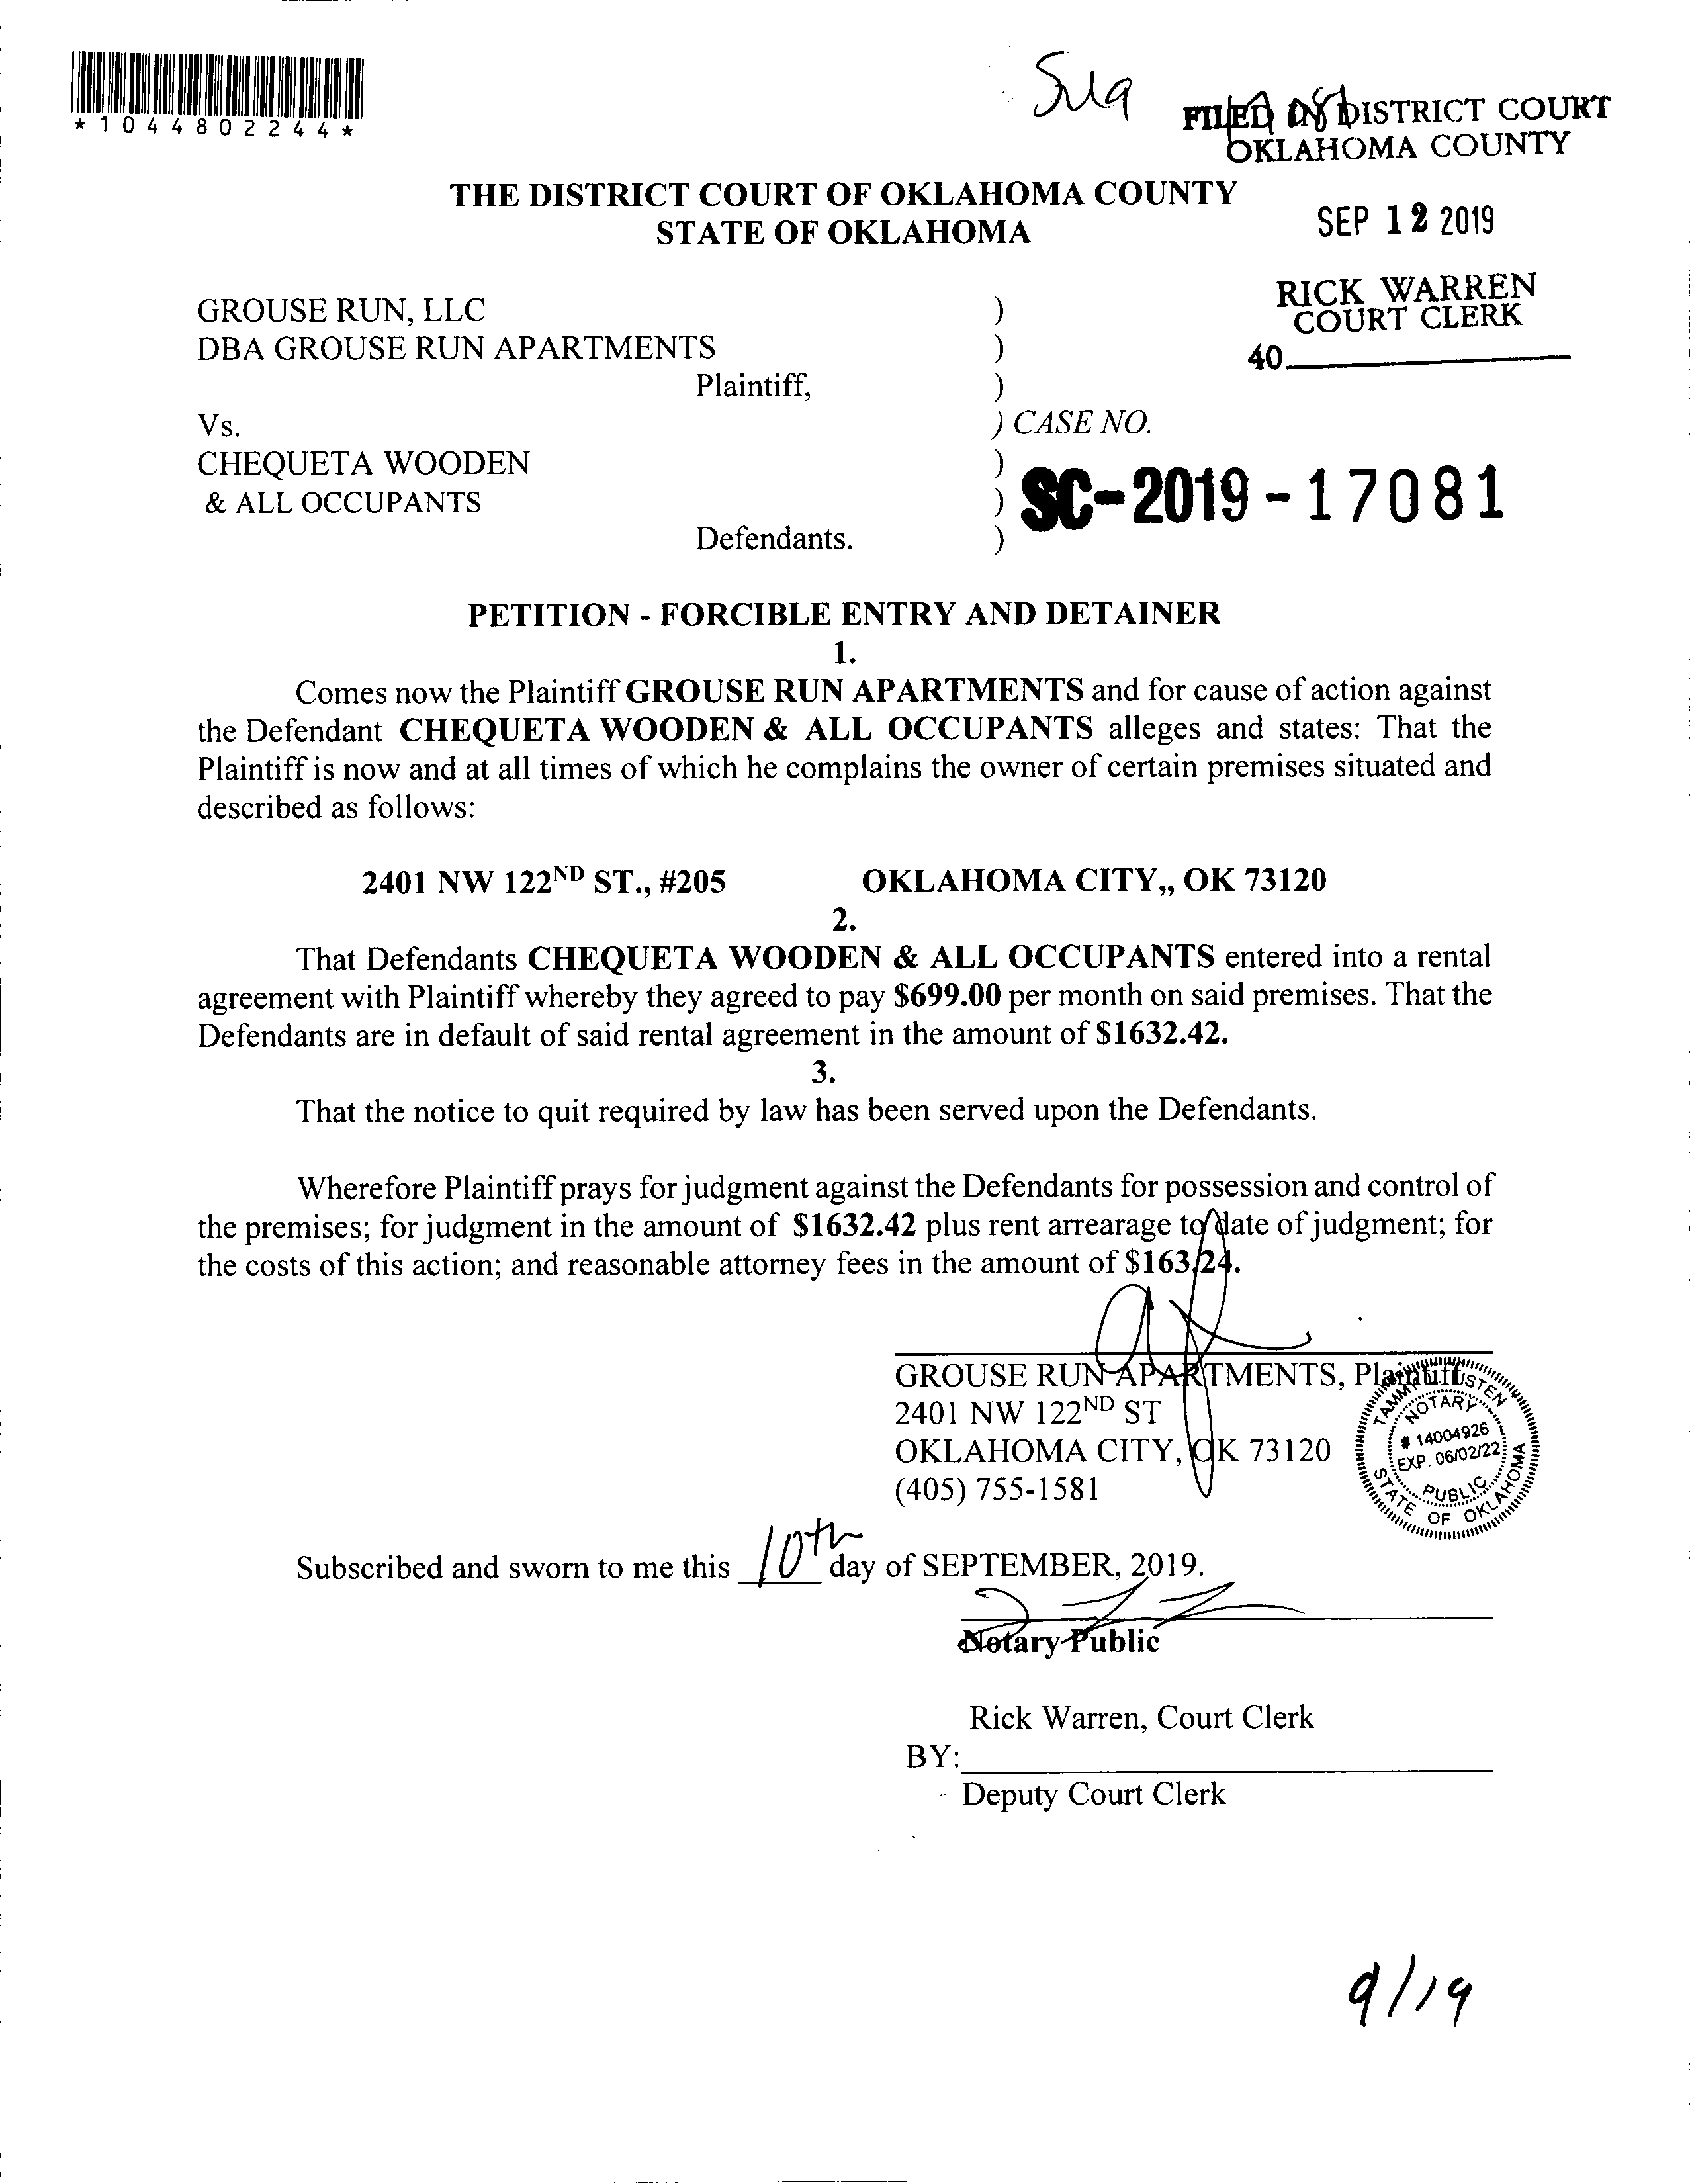 *1044802244*
FILED IN DISTRICT COURT
OKLAHOMA COUNTY
THE DISTRICT COURT OF OKLAHOMA COUNTY
STATE OF OKLAHOMA
SEP 12 2019
RICK WARREN
COURT CLERK
40
GROUSE RUN, LLC )
DBA GROUSE RUN APARTMENTS )
Plaintiff, )
Vs. ) CASE NO.
CHEQUETA WOODEN )
& ALL OCCUPANTS ) SC-2019-17081
Defendants. )
PETITION - FORCIBLE ENTRY AND DETAINER
1.
Comes now the Plaintiff GROUSE RUN APARTMENTS and for cause of action against
the Defendant CHEQUETA WOODEN & ALL OCCUPANTS alleges and states: That the
Plaintiff is now and at all times of which he complains the owner of certain premises situated and
described as follows:
2401 NW 122ND ST., #205 OKLAHOMA CITY,, OK 73120
2.
That Defendants CHEQUETA WOODEN & ALL OCCUPANTS entered into a rental
agreement with Plaintiff whereby they agreed to pay $699.00 per month on said premises. That the
Defendants are in default of said rental agreement in the amount of $1632.42.
3.
That the notice to quit required by law has been served upon the Defendants.
Wherefore Plaintiff prays for judgment against the Defendants for possession and control of
the premises; for judgment in the amount of $1632.42 plus rent arrearage to date of judgment; for
the costs of this action; and reasonable attorney fees in the amount of $163.24.
GROUSE RUN APARTMENTS, Plaintiff
2401 NW 122ND ST
OKLAHOMA CITY, OK 73120
(405) 755-1581
NOTARY
# 14004926
EXP. 06/02/22
PUBLIC
STATE OF OKLAHOMA
Subscribed and sworn to me this 10th day of SEPTEMBER, 2019.
Notary Public
Rick Warren, Court Clerk
BY:
Deputy Court Clerk
9/19